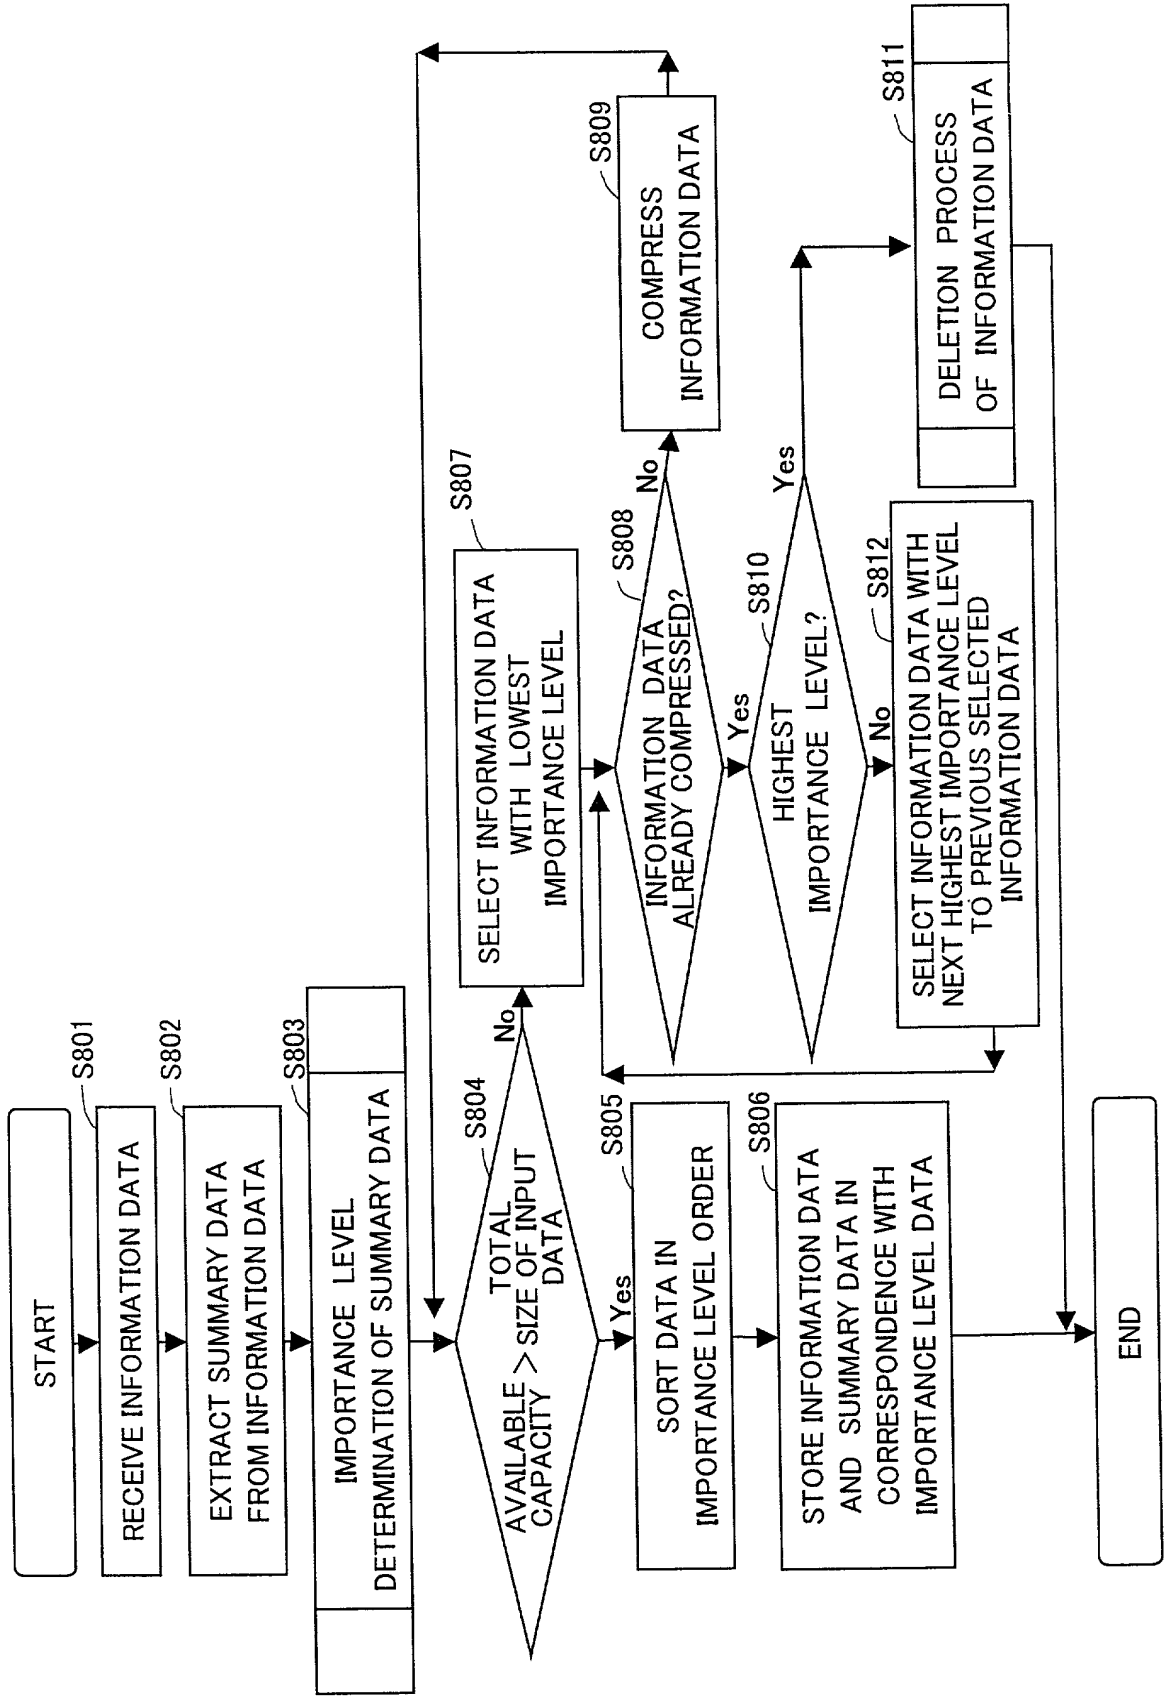 START
S801
RECEIVE INFORMATION DATA
S802
EXTRACT SUMMARY DATA
FROM INFORMATION DATA
S803
IMPORTANCE LEVEL
DETERMINATION OF SUMMARY DATA
S804
TOTAL
AVAILABLE > SIZE OF INPUT
CAPACITY
DATA
No
Yes
S805
SORT DATA IN
IMPORTANCE LEVEL ORDER
S806
STORE INFORMATION DATA
AND SUMMARY DATA IN
CORRESPONDENCE WITH
IMPORTANCE LEVEL DATA
END
S807
SELECT INFORMATION DATA
WITH LOWEST
IMPORTANCE LEVEL
S808
INFORMATION DATA
ALREADY COMPRESSED?
No
Yes
S809
COMPRESS
INFORMATION DATA
S810
HIGHEST
IMPORTANCE LEVEL?
Yes
No
S811
DELETION PROCESS
OF INFORMATION DATA
S812
SELECT INFORMATION DATA WITH
NEXT HIGHEST IMPORTANCE LEVEL
TO PREVIOUS SELECTED
INFORMATION DATA